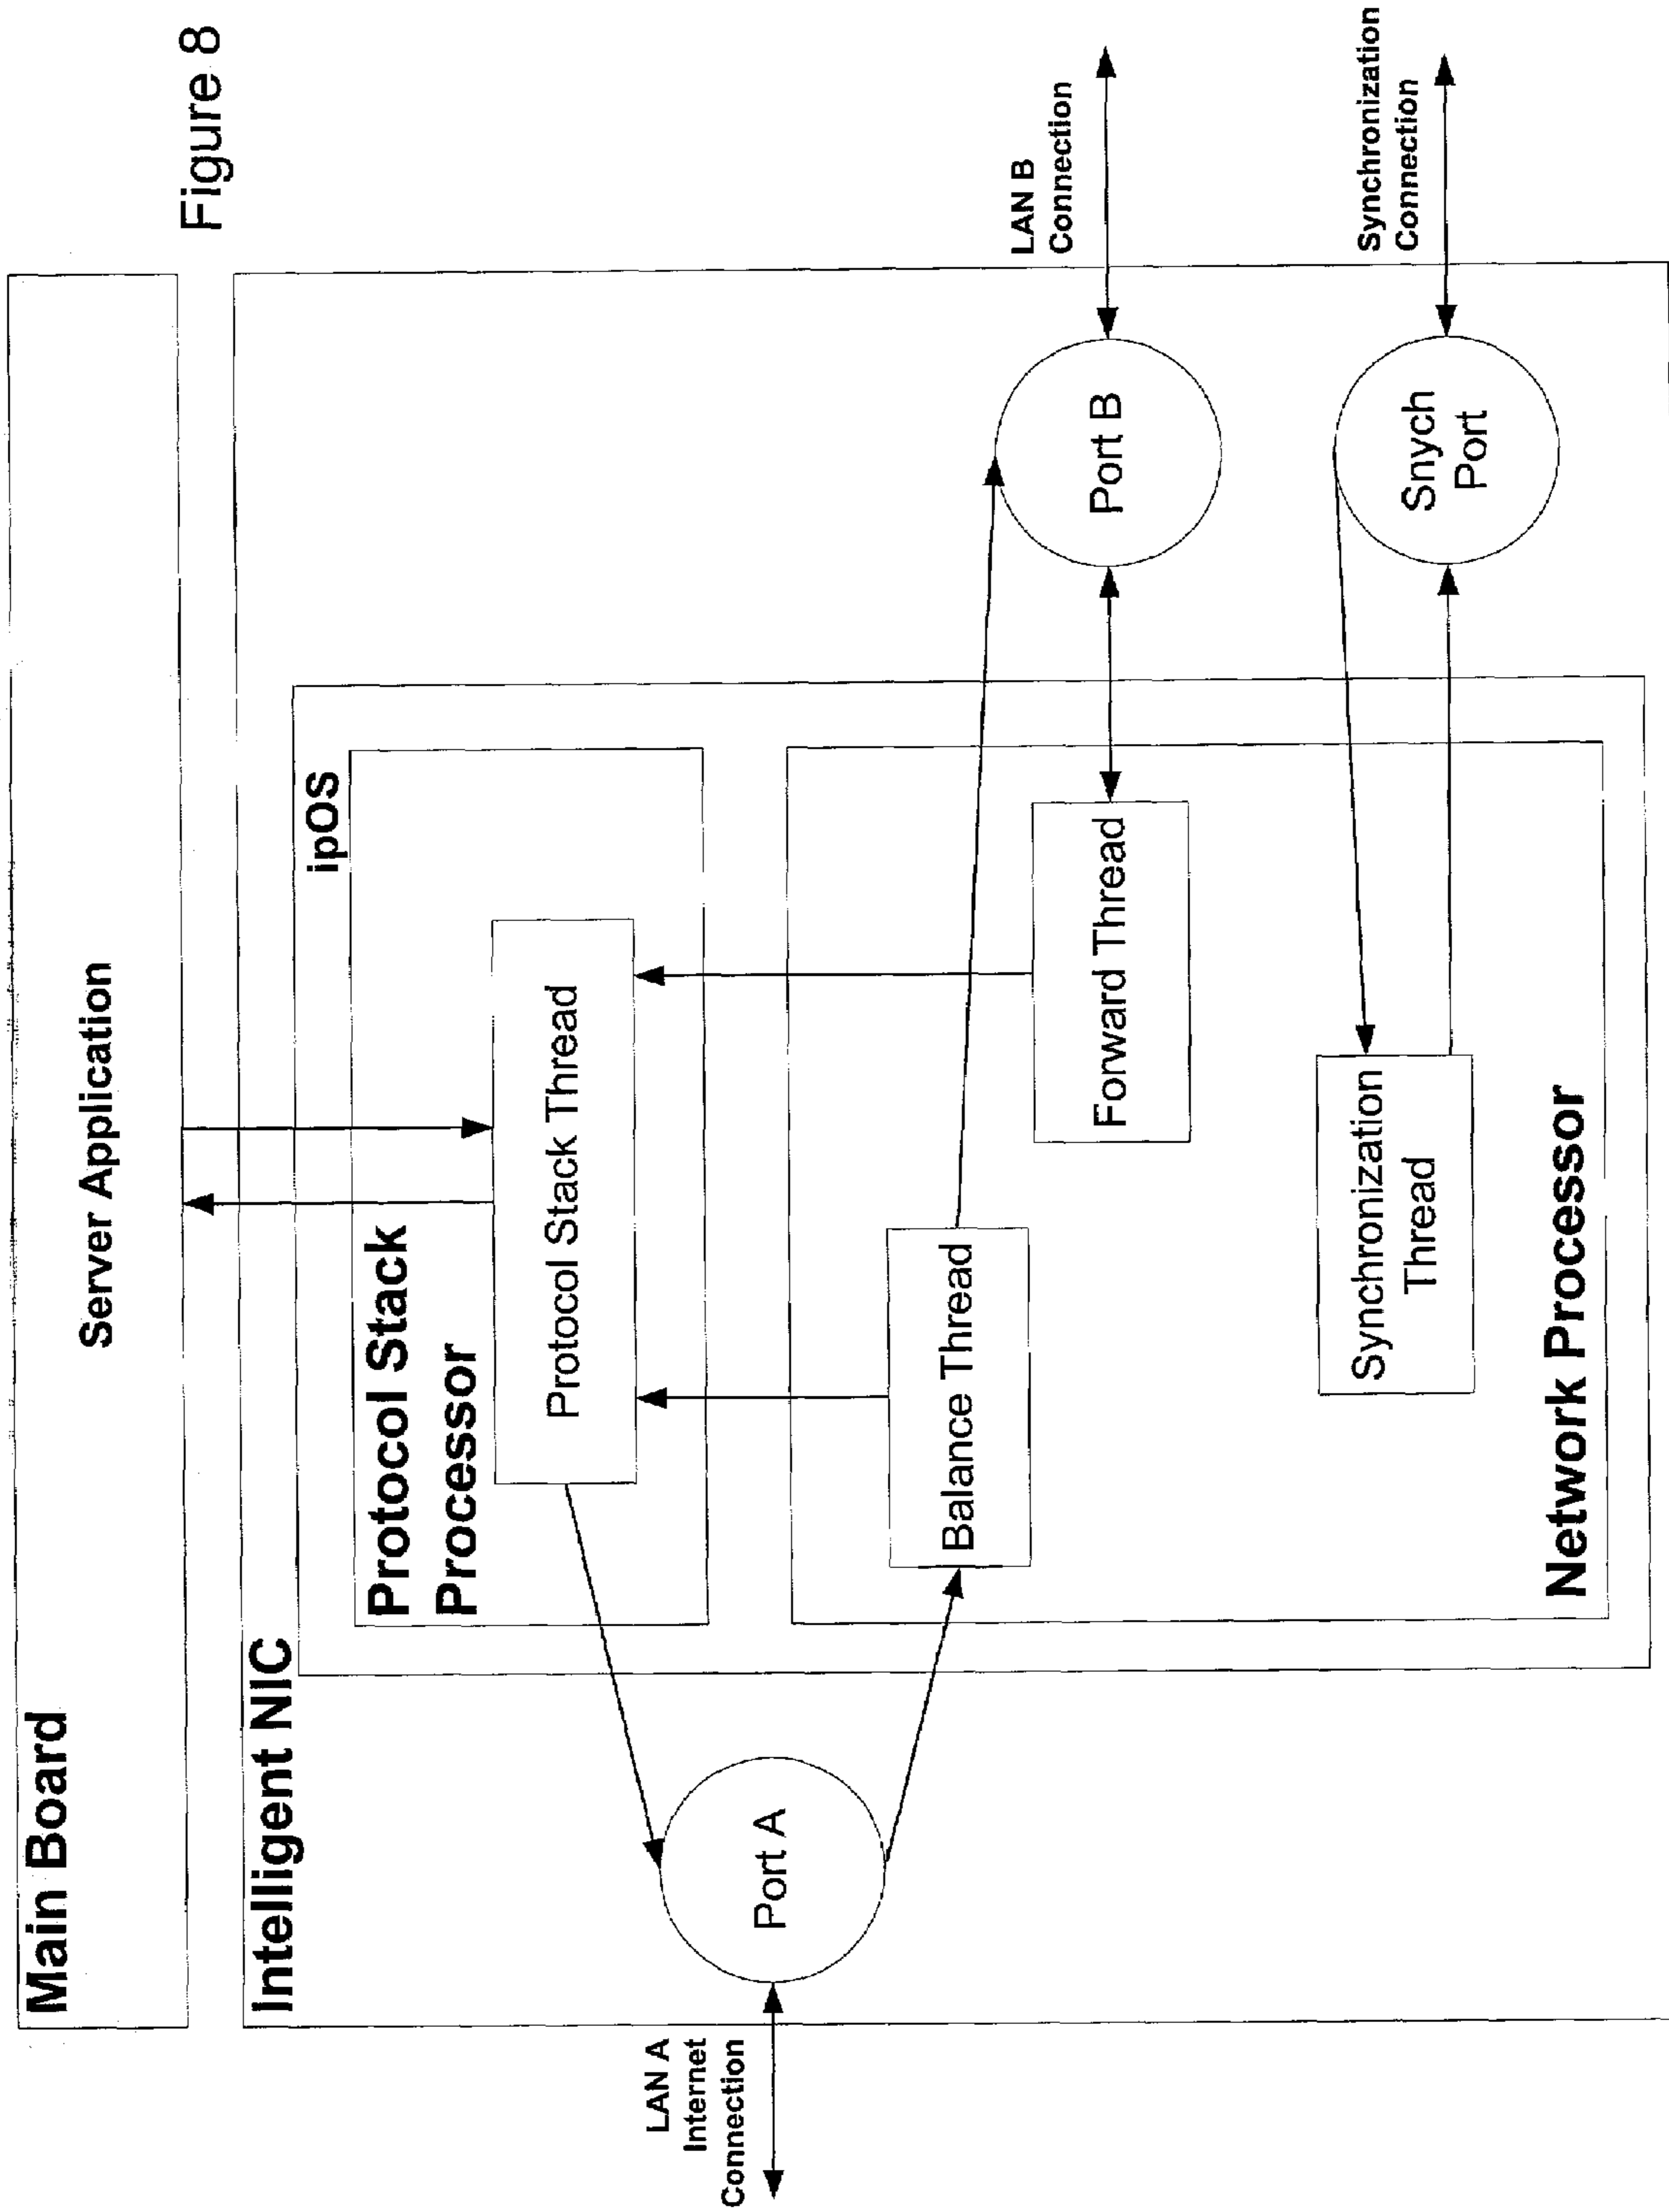 Figure 8
Main Board
Server Application
Intelligent NIC
ipOS
Protocol Stack
Processor
Protocol Stack Thread
LAN A
Internet
Connection
Port A
Balance Thread
Forward Thread
Port B
LAN B
Connection
Synchronization
Thread
Snych
Port
Synchronization
Connection
Network Processor